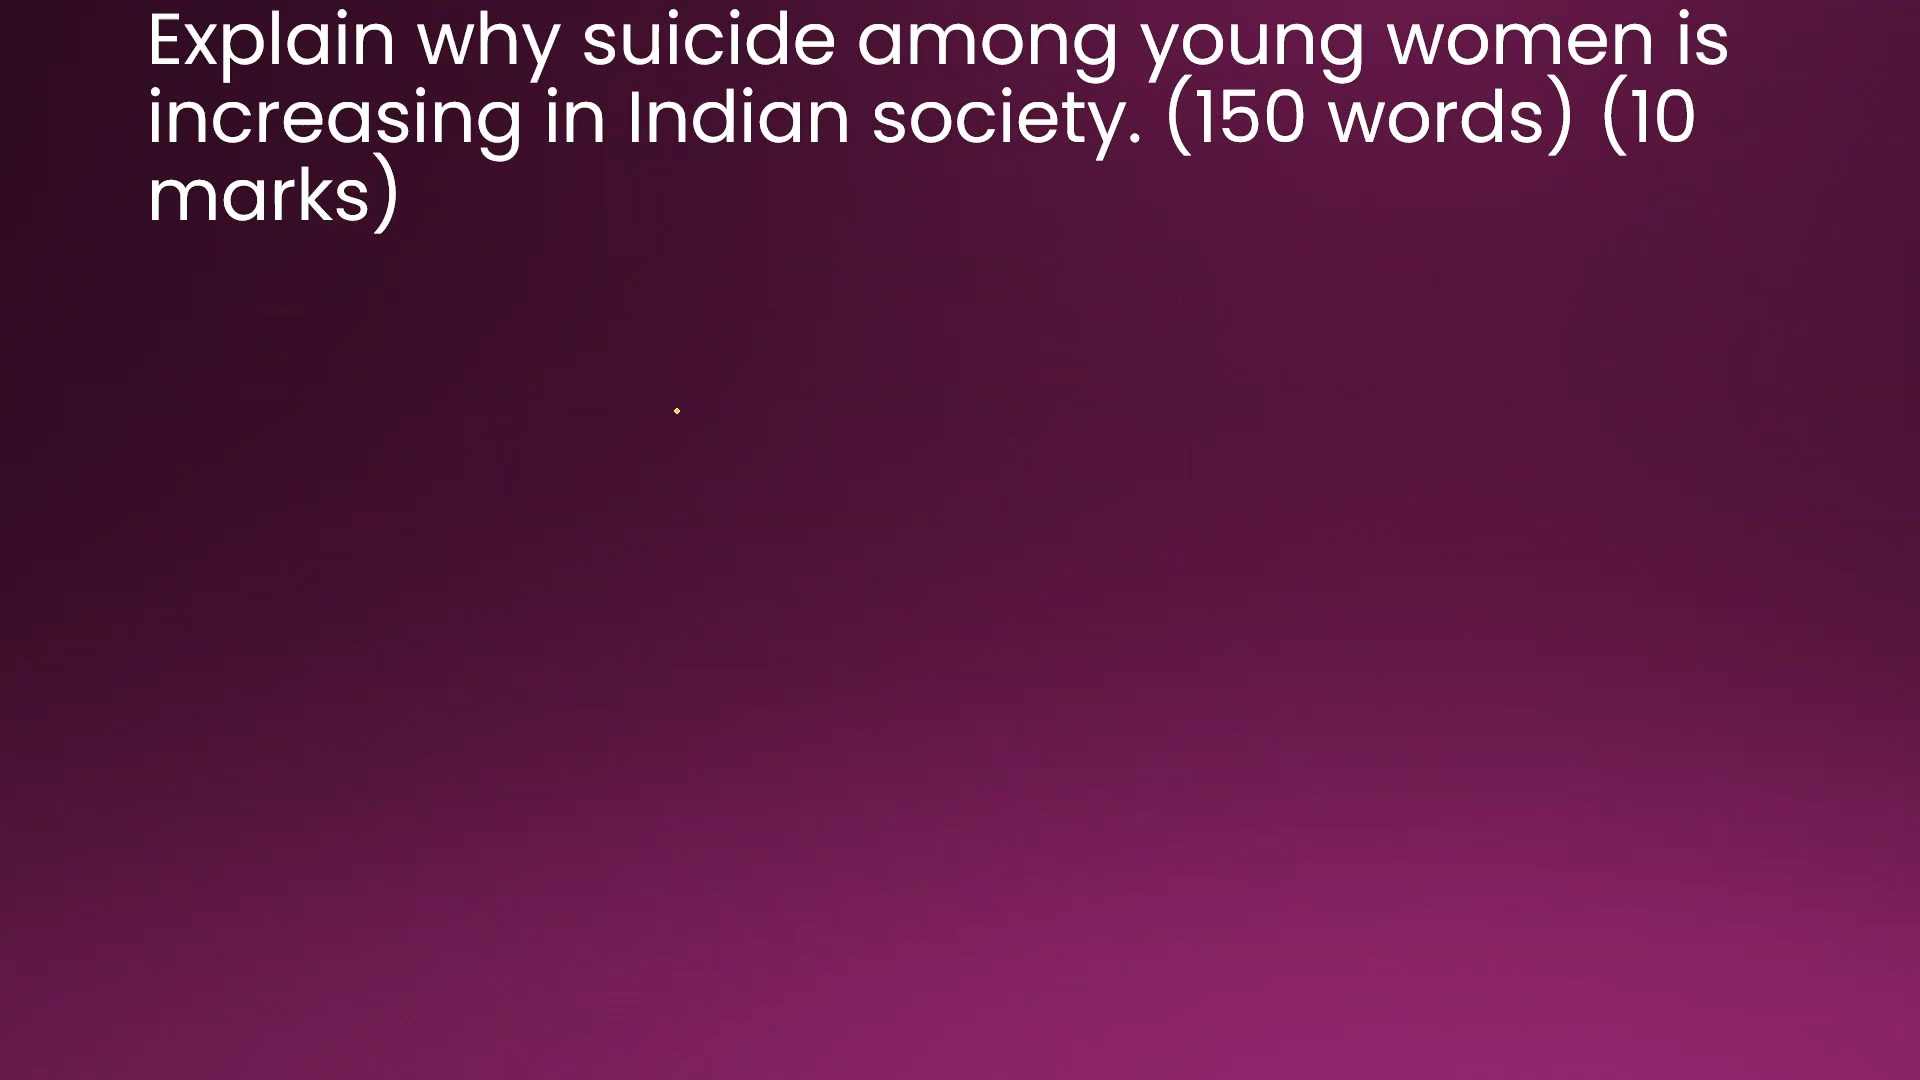 Explain why suicide among young women is
increasing in Indian society. (150 words) (10
marks)